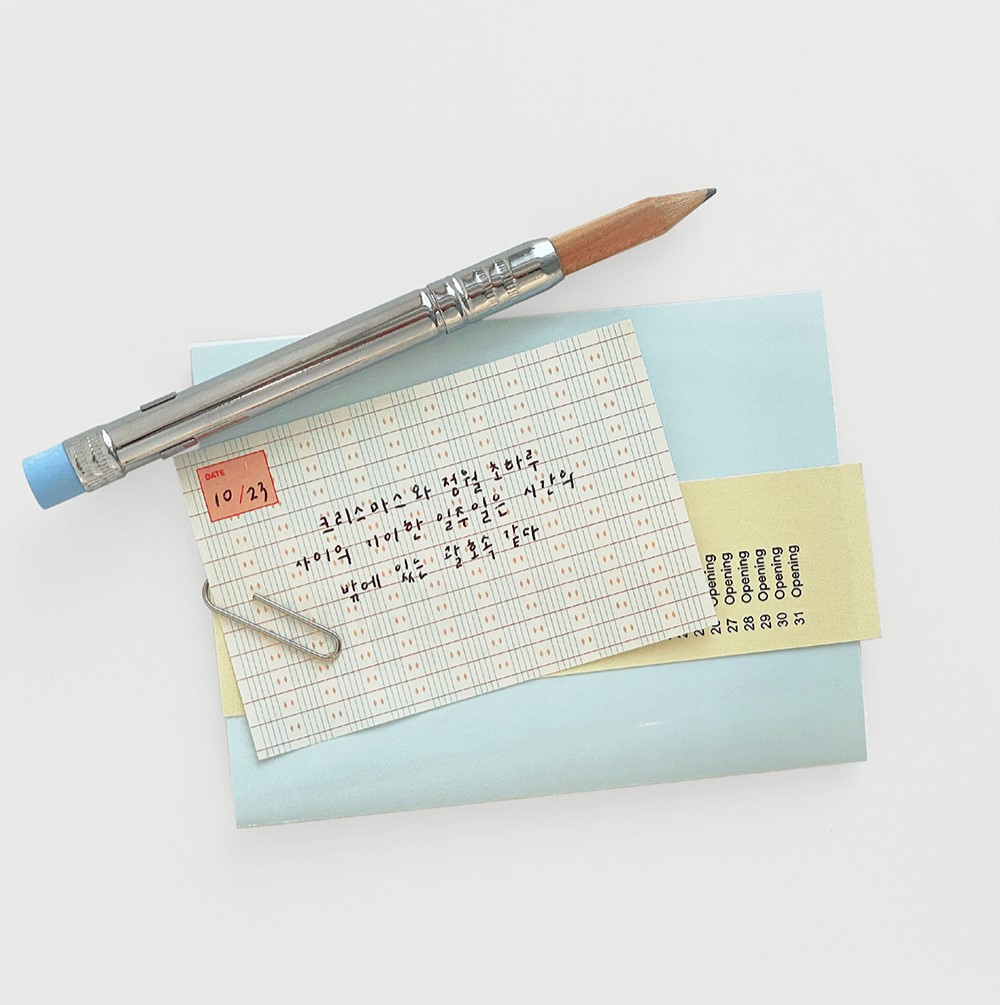 DATE
10/23
크리스마스와 정월 초하루
사이의 기이한 일주일은 시간의
밖에 있는 괄호속 같다
Opening
27 Opening
28 Opening
29 Opening
30 Opening
31 Opening